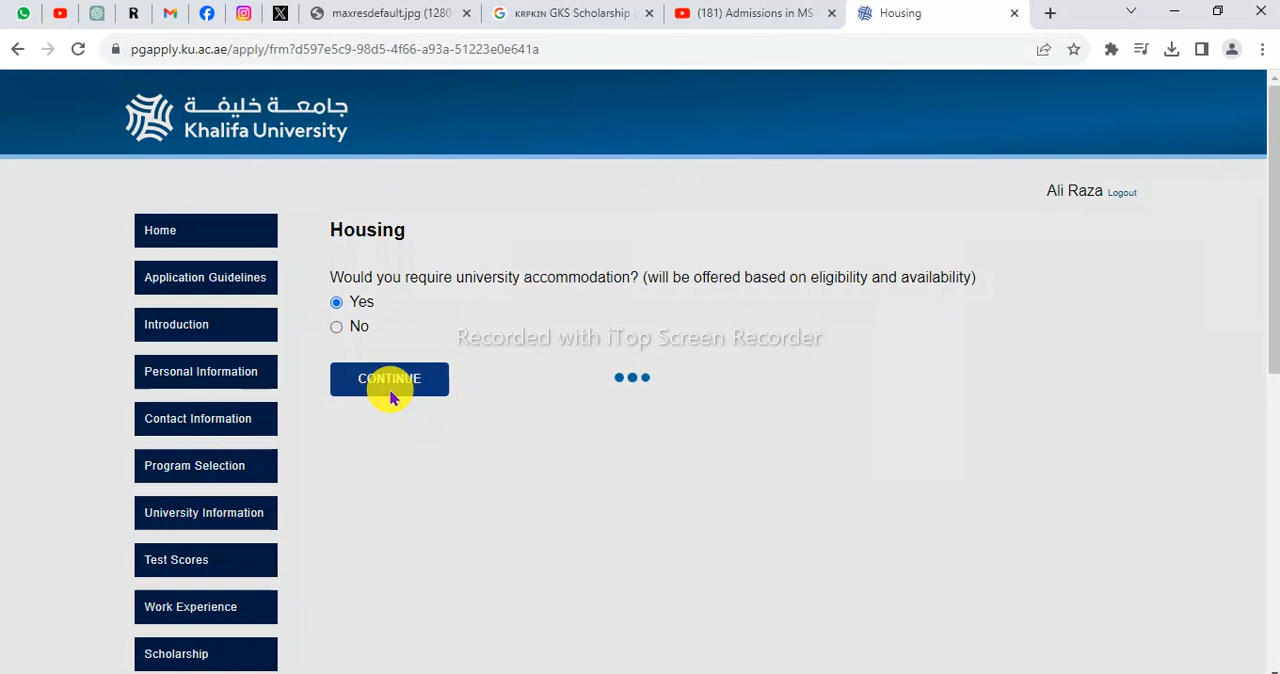 maxresdefault.jpg (1280
ĸʀᴘĸɪɴ GKS Scholarship
(181) Admissions in MS
Housing
pgapply.ku.ac.ae/apply/frm?d597e5c9-98d5-4f66-a93a-51223e0e641a
جامعة خليفة
Khalifa University
Ali Raza Logout
Home
Application Guidelines
Introduction
Personal Information
Contact Information
Program Selection
University Information
Test Scores
Work Experience
Scholarship
Housing
Would you require university accommodation? (will be offered based on eligibility and availability)
Yes
No
Recorded with iTop Screen Recorder
CONTINUE